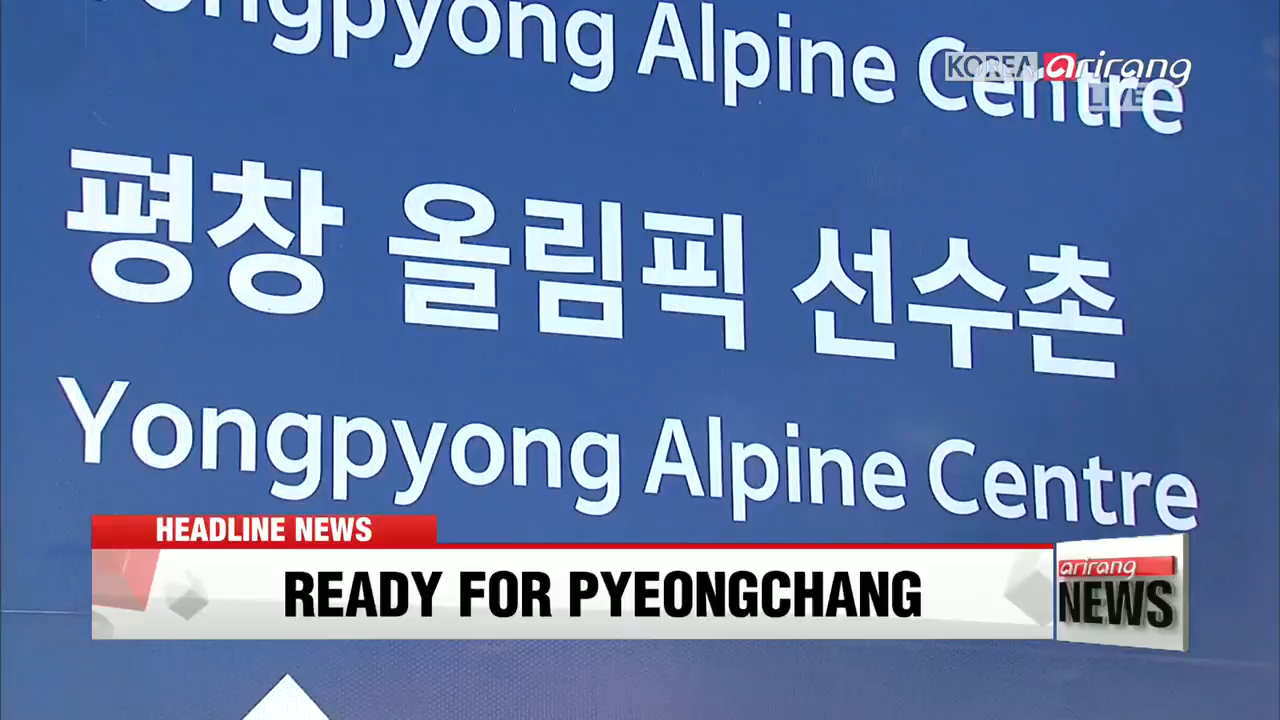 ongpyong Alpine Centre
KOREA arirang
LIVE
평창 올림픽 선수촌
Yongpyong Alpine Centre
HEADLINE NEWS
READY FOR PYEONGCHANG
arirang
NEWS